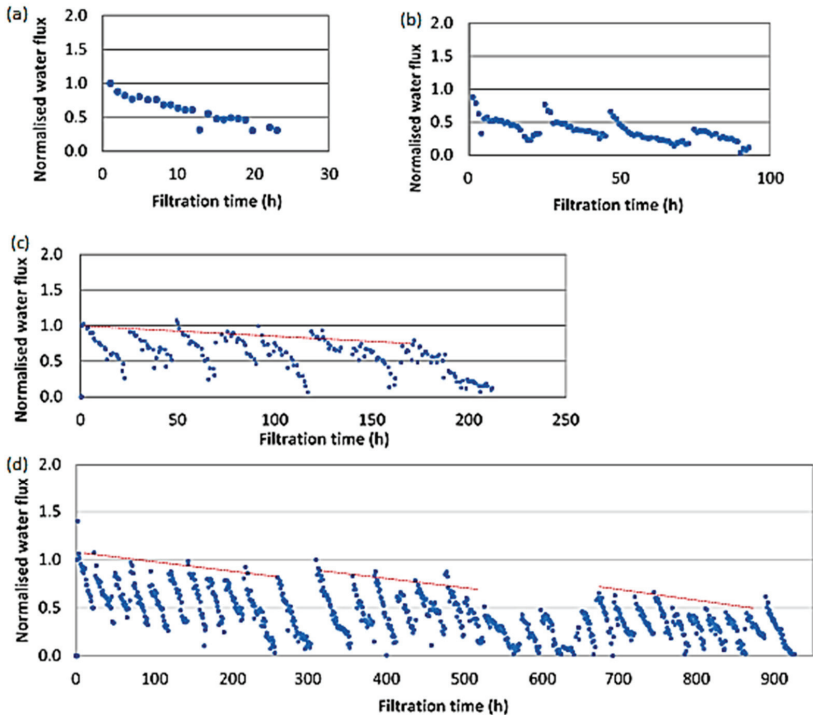 (a)
Normalised water flux
2.0
1.5
1.0
0.5
0.0
0 10 20 30
Filtration time (h)
(b)
Normalised water flux
2.0
1.5
1.0
0.5
0.0
0 50 100
Filtration time (h)
(c)
Normalised water flux
2.0
1.5
1.0
0.5
0.0
0 50 100 150 200 250
Filtration time (h)
(d)
Normalised water flux
2.0
1.5
1.0
0.5
0.0
0 100 200 300 400 500 600 700 800 900
Filtration time (h)